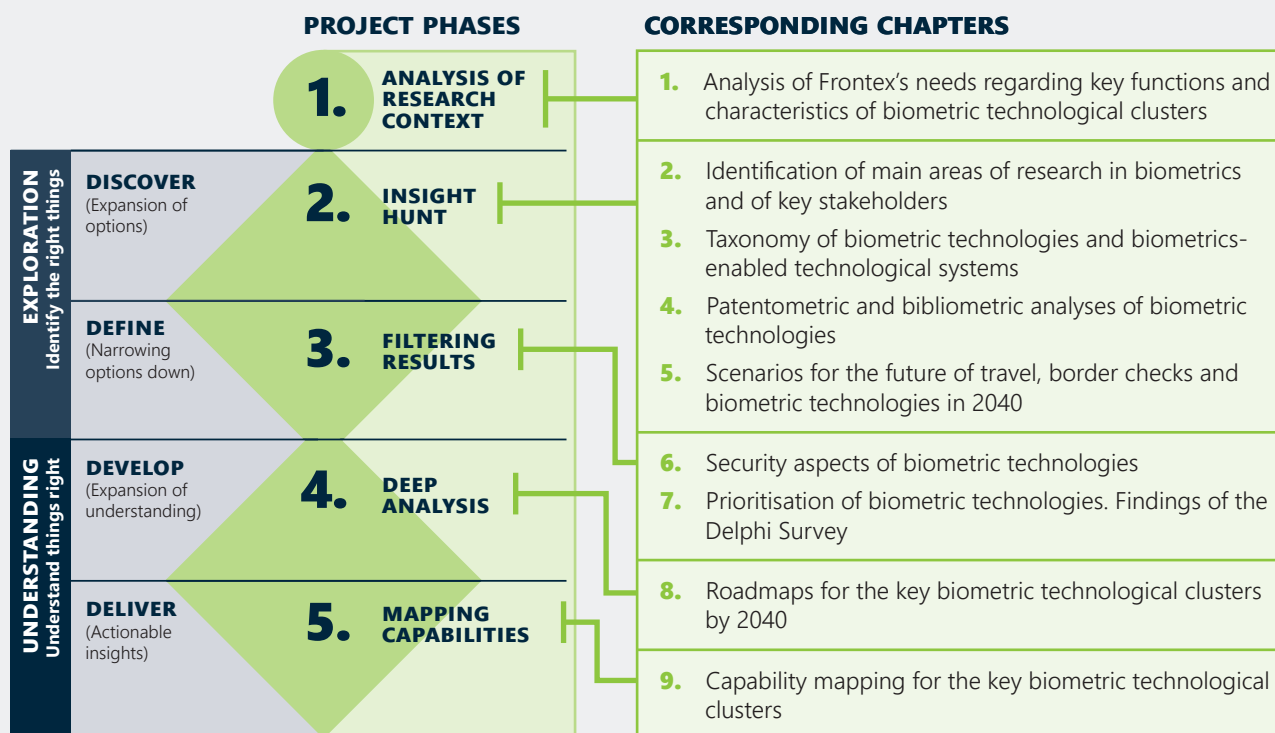 PROJECT PHASES
CORRESPONDING CHAPTERS
1.
ANALYSIS OF
RESEARCH
CONTEXT
1. Analysis of Frontex's needs regarding key functions and
characteristics of biometric technological clusters
EXPLORATION
Identify the right things
DISCOVER
(Expansion of
options)
2.
INSIGHT
HUNT
2. Identification of main areas of research in biometrics
and of key stakeholders
3. Taxonomy of biometric technologies and biometrics-
enabled technological systems
4. Patentometric and bibliometric analyses of biometric
technologies
5. Scenarios for the future of travel, border checks and
biometric technologies in 2040
DEFINE
(Narrowing
options down)
3.
FILTERING
RESULTS
6. Security aspects of biometric technologies
7. Prioritisation of biometric technologies. Findings of the
Delphi Survey
UNDERSTANDING
Understand things right
DEVELOP
(Expansion of
understanding)
4.
DEEP
ANALYSIS
8. Roadmaps for the key biometric technological clusters
by 2040
DELIVER
(Actionable
insights)
5.
MAPPING
CAPABILITIES
9. Capability mapping for the key biometric technological
clusters